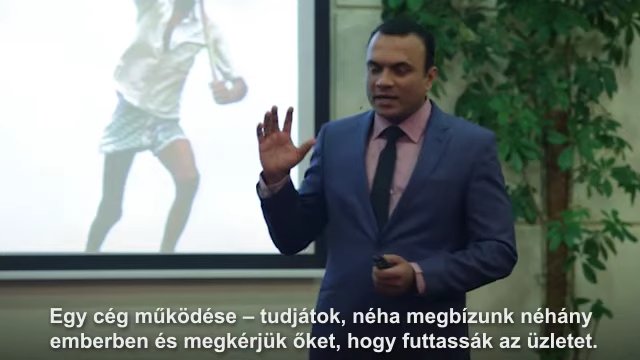 Egy cég működése – tudjátok, néha megbízunk néhány
emberben és megkérjük őket, hogy futtassák az üzletet.